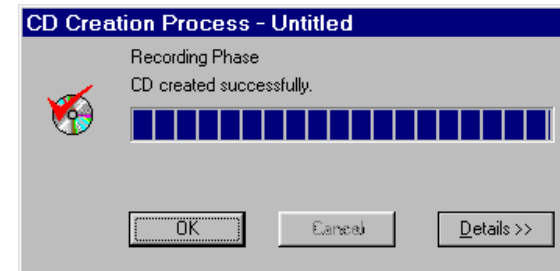 CD Creation Process - Untitled
Recording Phase
CD created successfully.
OK Cancel Details >>